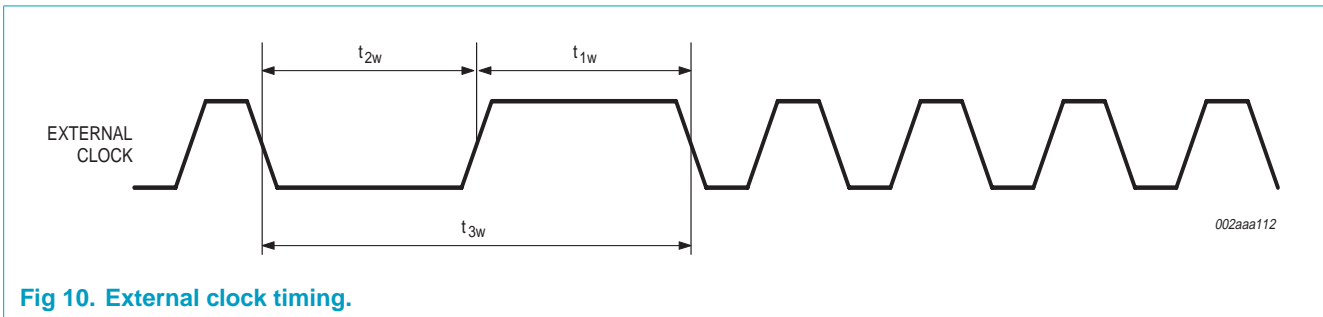 t2w t1w
EXTERNAL
CLOCK
t3w
002aaa112
Fig 10. External clock timing.